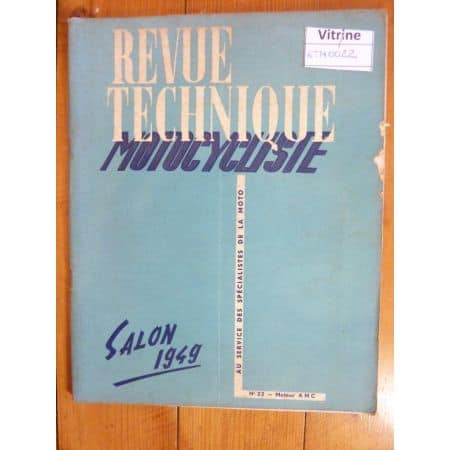 Vitrine
RTM0022
REVUE
TECHNIQUE
MOTOCYCLISTE
AU SERVICE DES SPÉCIALISTES DE LA MOTO
SALON
1949
N° 22 - Moteur AMC